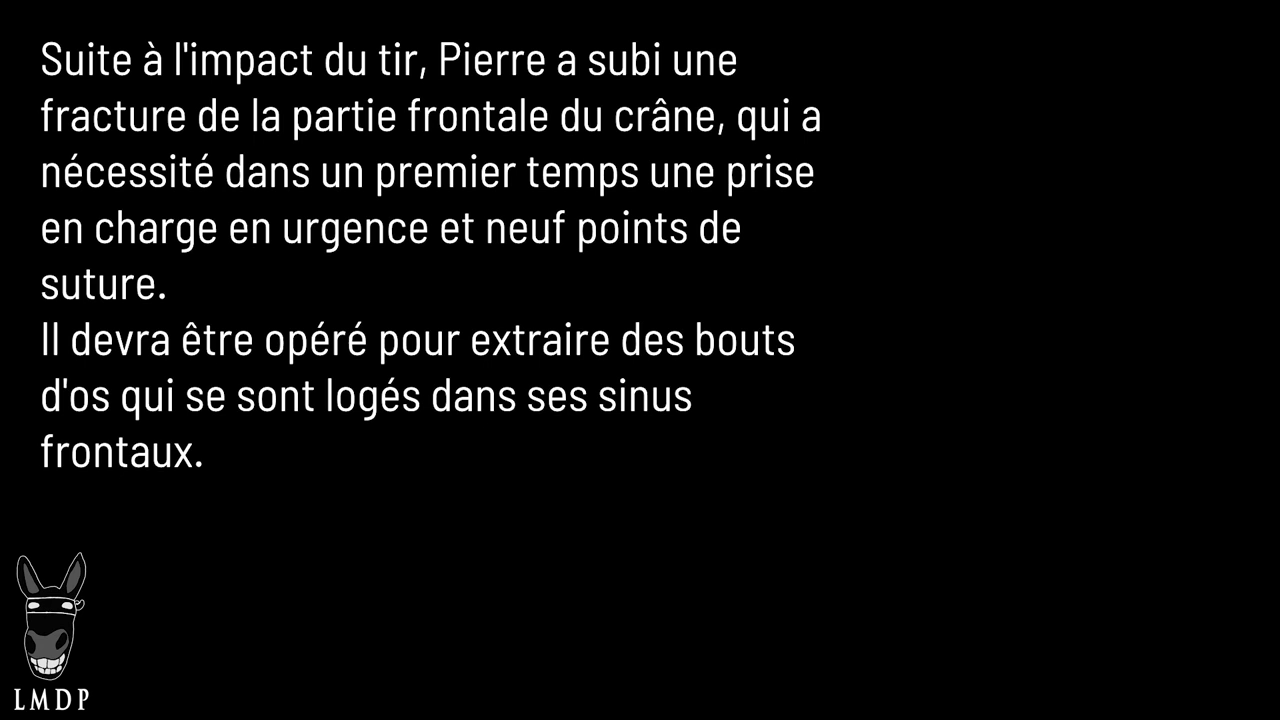 Suite à l'impact du tir, Pierre a subi une
fracture de la partie frontale du crâne, qui a
nécessité dans un premier temps une prise
en charge en urgence et neuf points de
suture.
Il devra être opéré pour extraire des bouts
d'os qui se sont logés dans ses sinus
frontaux.
LMDP